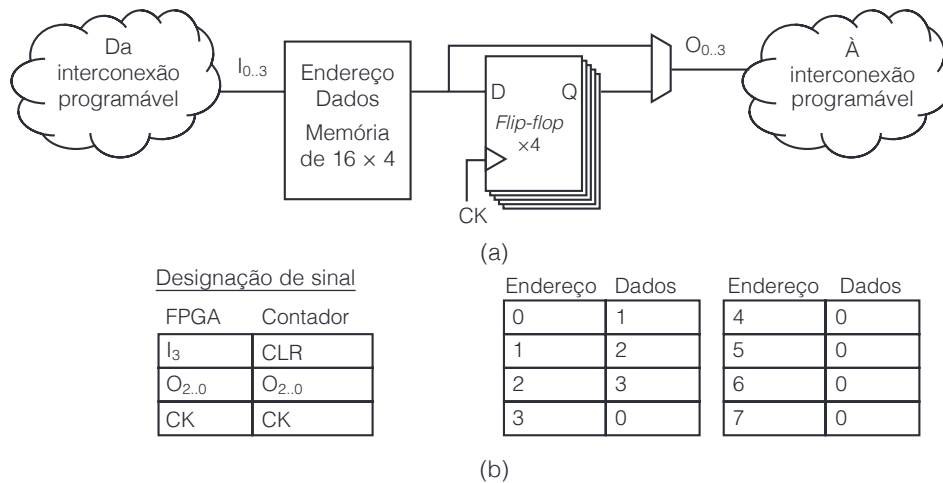 Da
interconexão
programável
I0..3
Endereço
Dados
Memória
de 16 × 4
D Q
Flip-flop
×4
CK
O0..3
À
interconexão
programável
(a)
Designação de sinal
FPGA Contador
I3 CLR
O2..0 O2..0
CK CK
Endereço Dados
0 1
1 2
2 3
3 0
Endereço Dados
4 0
5 0
6 0
7 0
(b)